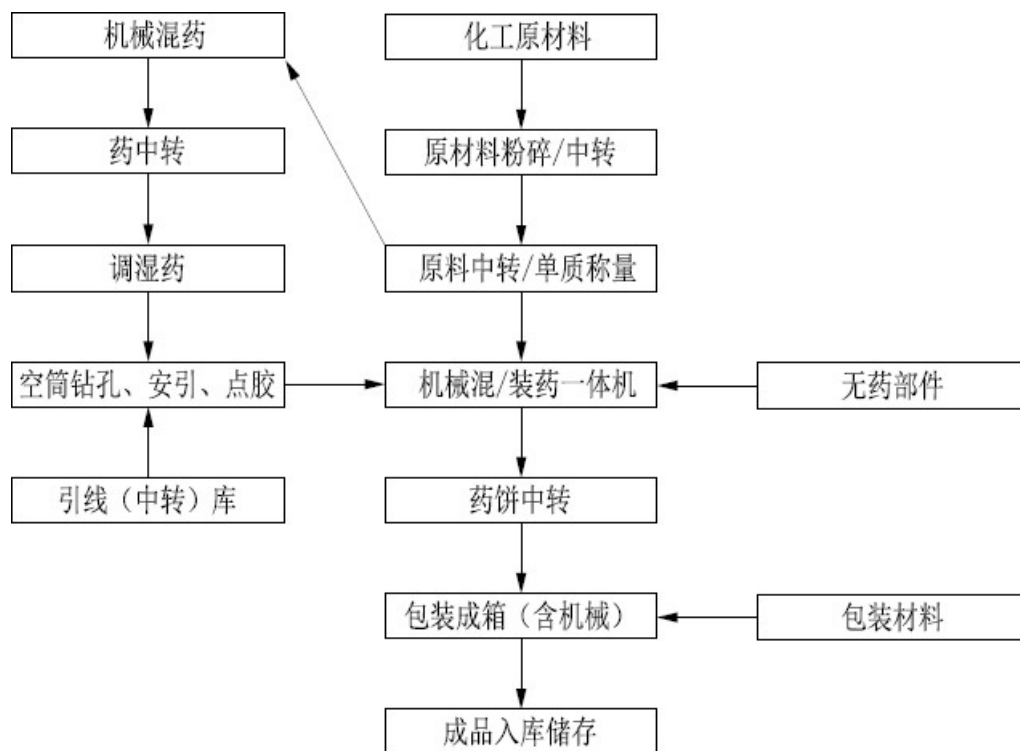 机械混药
化工原材料
药中转
原材料粉碎/中转
调湿药
原料中转/单质称量
空筒钻孔、安引、点胶
机械混/装药一体机
无药部件
引线（中转）库
药饼中转
包装成箱（含机械）
包装材料
成品入库储存